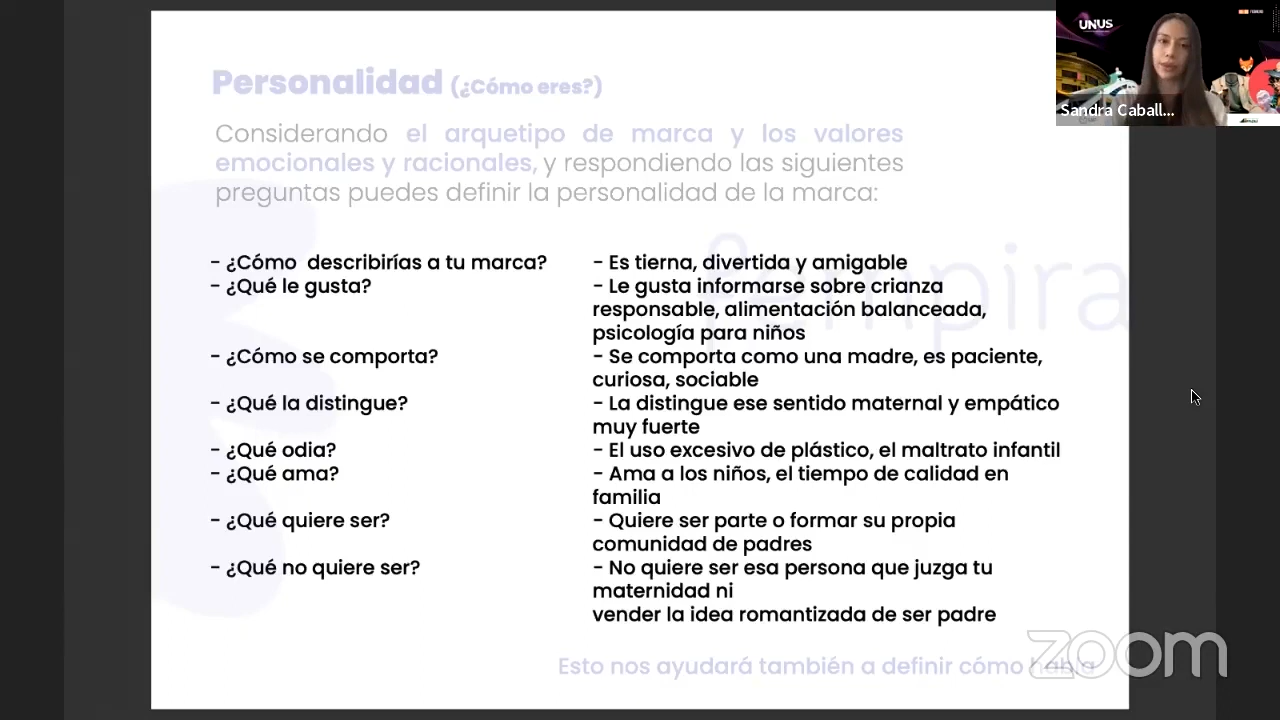 UNUS
Sandra Caball...
Personalidad (¿Cómo eres?)
Considerando el arquetipo de marca y los valores
emocionales y racionales, y respondiendo las siguientes
preguntas puedes definir la personalidad de la marca:
- ¿Cómo describirías a tu marca?
- ¿Qué le gusta?
- ¿Cómo se comporta?
- ¿Qué la distingue?
- ¿Qué odia?
- ¿Qué ama?
- ¿Qué quiere ser?
- ¿Qué no quiere ser?
- Es tierna, divertida y amigable
- Le gusta informarse sobre crianza
responsable, alimentación balanceada,
psicología para niños
- Se comporta como una madre, es paciente,
curiosa, sociable
- La distingue ese sentido maternal y empático
muy fuerte
- El uso excesivo de plástico, el maltrato infantil
- Ama a los niños, el tiempo de calidad en
familia
- Quiere ser parte o formar su propia
comunidad de padres
- No quiere ser esa persona que juzga tu
maternidad ni
vender la idea romantizada de ser padre
Esto nos ayudará también a definir cómo habla
zoom